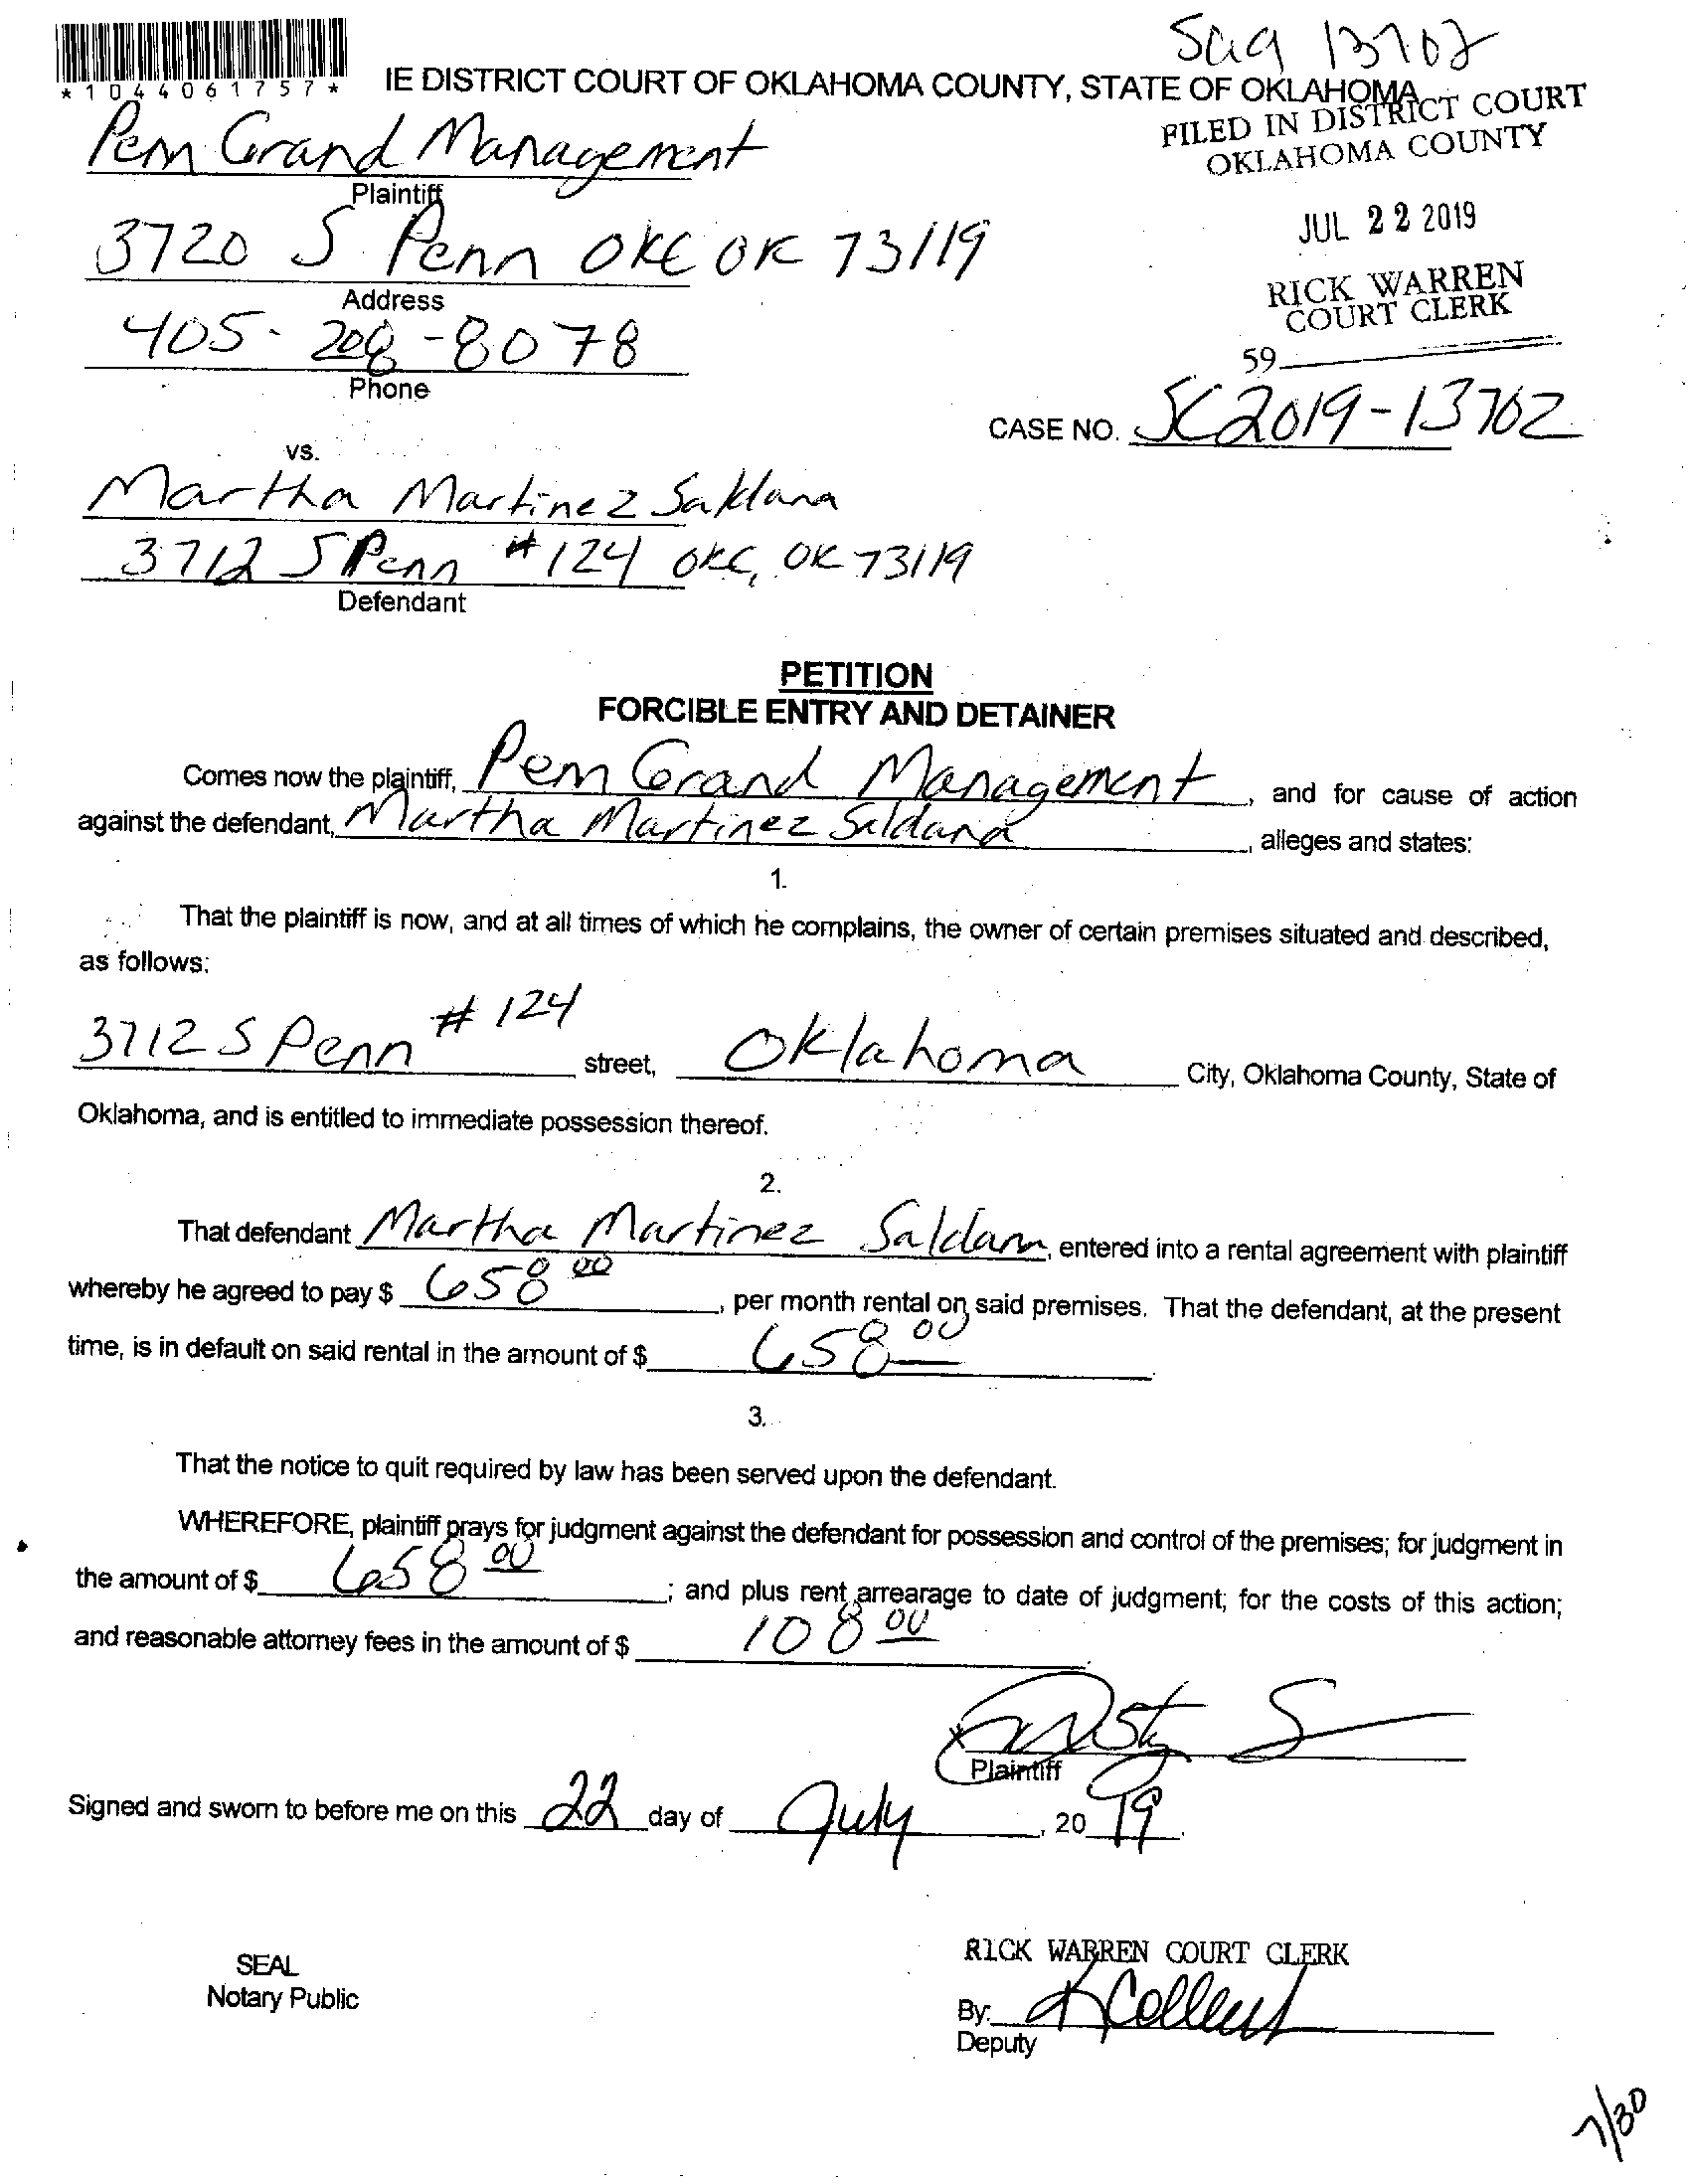 Saq 13702
*1044061757*
IE DISTRICT COURT OF OKLAHOMA COUNTY, STATE OF OKLAHOMA
FILED IN DISTRICT COURT
OKLAHOMA COUNTY
Penn Grand Management
Plaintiff
JUL 22 2019
3720 S Penn OKC OK 73119
Address
RICK WARREN
COURT CLERK
405-208-8078
Phone
59
CASE NO. SC2019-13702
vs.
Martha Martinez Saldana
3712 S Penn #124 OKC, OK 73119
Defendant
PETITION
FORCIBLE ENTRY AND DETAINER
Comes now the plaintiff, Penn Grand Management, and for cause of action
against the defendant, Martha Martinez Saldana, alleges and states:
1.
That the plaintiff is now, and at all times of which he complains, the owner of certain premises situated and described,
as follows:
3712 S Penn #124 street, Oklahoma City, Oklahoma County, State of
Oklahoma, and is entitled to immediate possession thereof.
2.
That defendant Martha Martinez Saldana, entered into a rental agreement with plaintiff
whereby he agreed to pay $ 658 00, per month rental on said premises. That the defendant, at the present
time, is in default on said rental in the amount of $ 658 00
3.
That the notice to quit required by law has been served upon the defendant.
WHEREFORE, plaintiff prays for judgment against the defendant for possession and control of the premises; for judgment in
the amount of $ 658 00; and plus rent arrearage to date of judgment; for the costs of this action;
and reasonable attorney fees in the amount of $ 108 00.
Plaintiff
Signed and sworn to before me on this 22 day of July, 20 19.
SEAL
Notary Public
RICK WARREN COURT CLERK
By:
Deputy
7/30